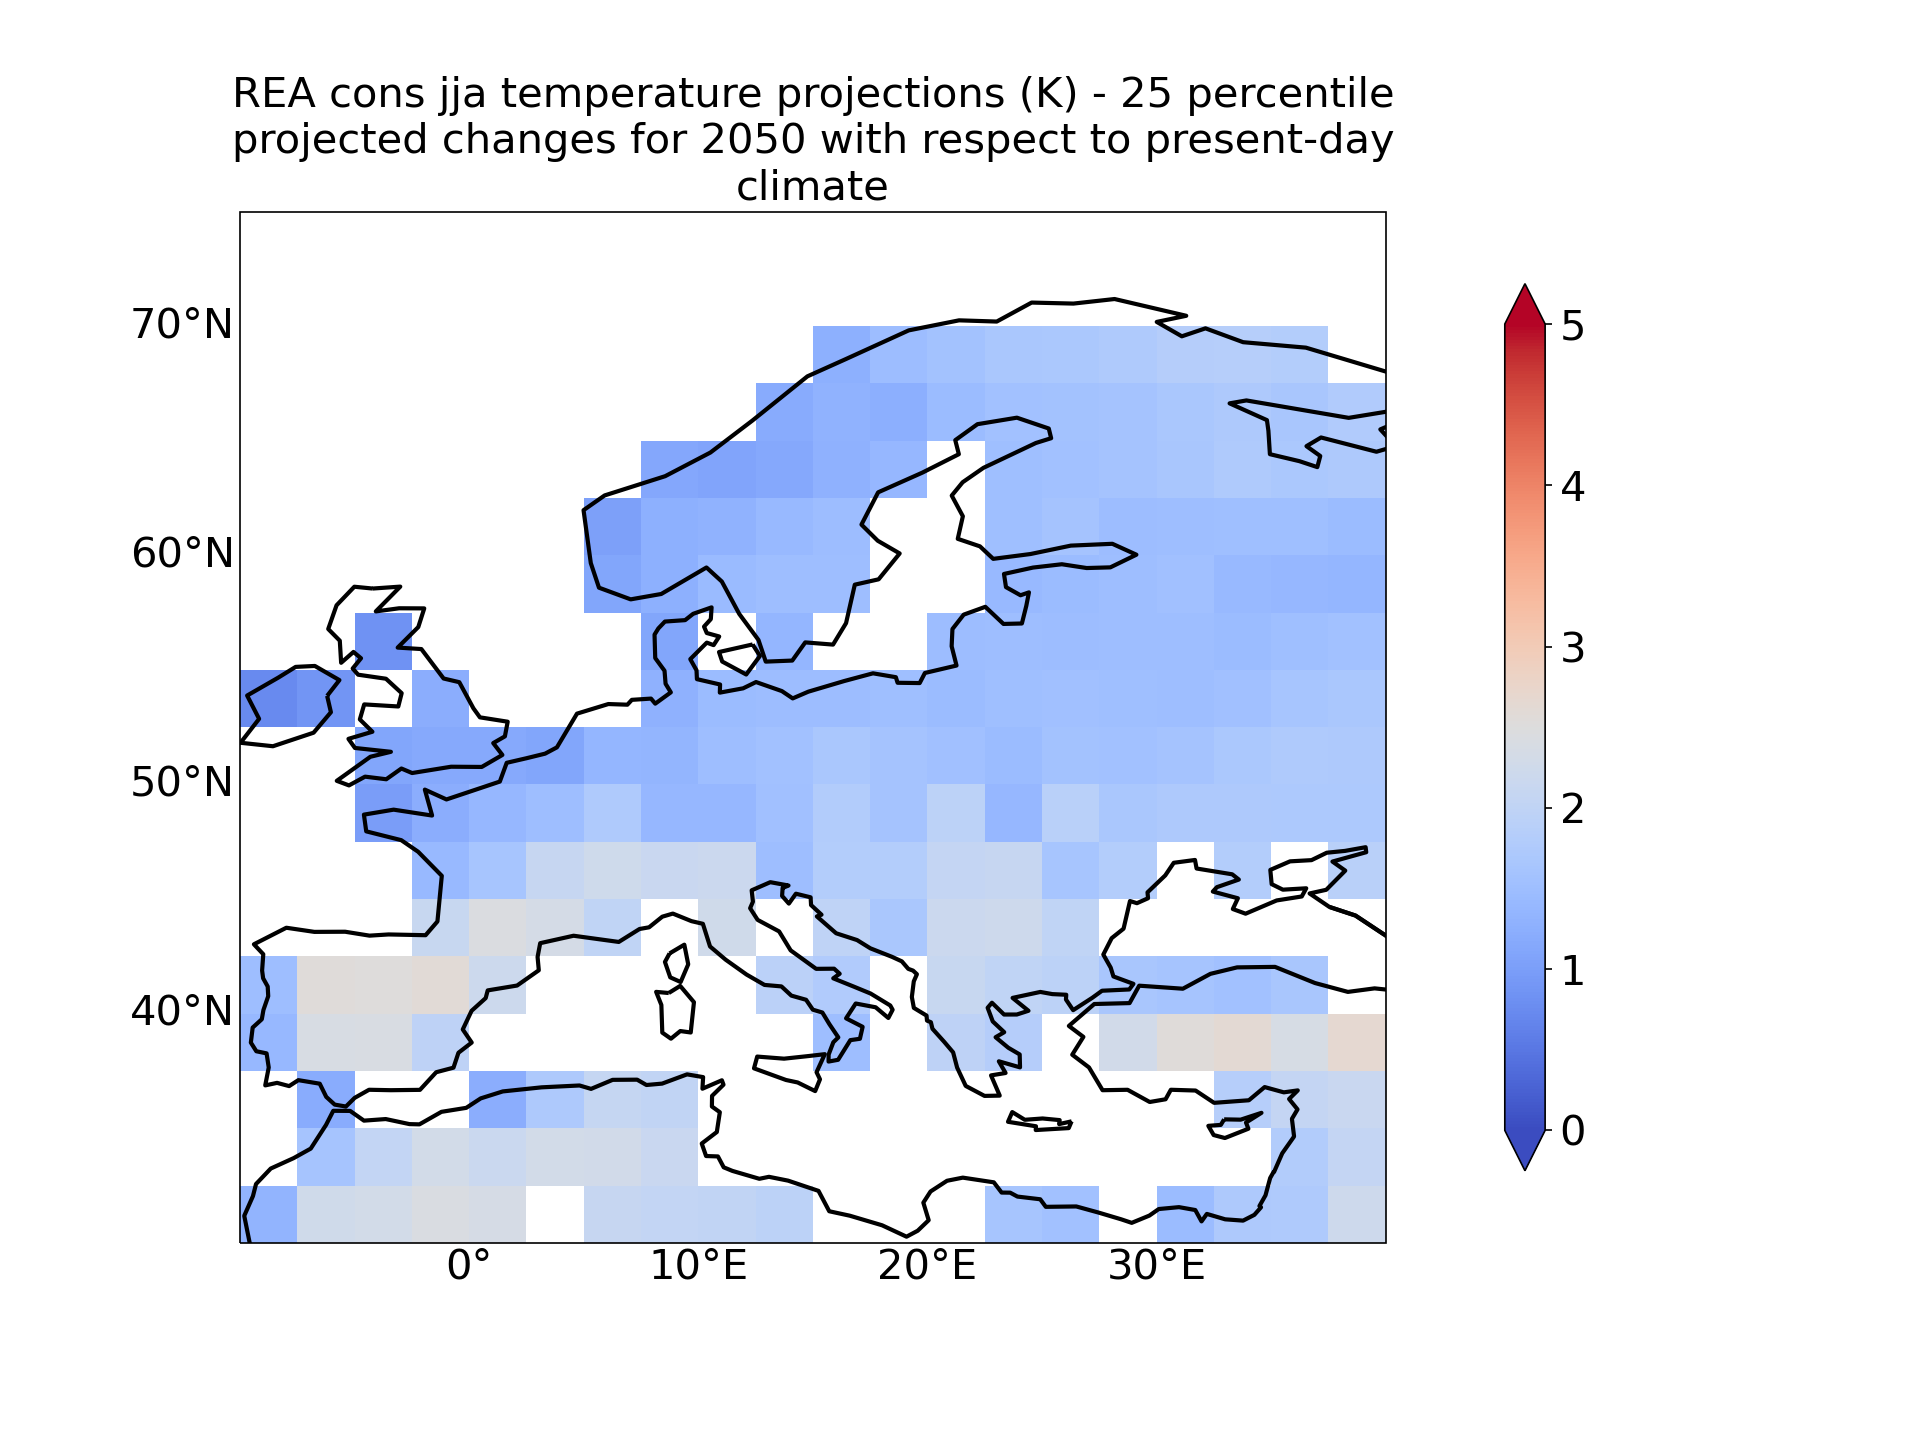 REA cons jja temperature projections (K) - 25 percentile
projected changes for 2050 with respect to present-day
climate
70°N
60°N
50°N
40°N
0°
10°E
20°E
30°E
5
4
3
2
1
0